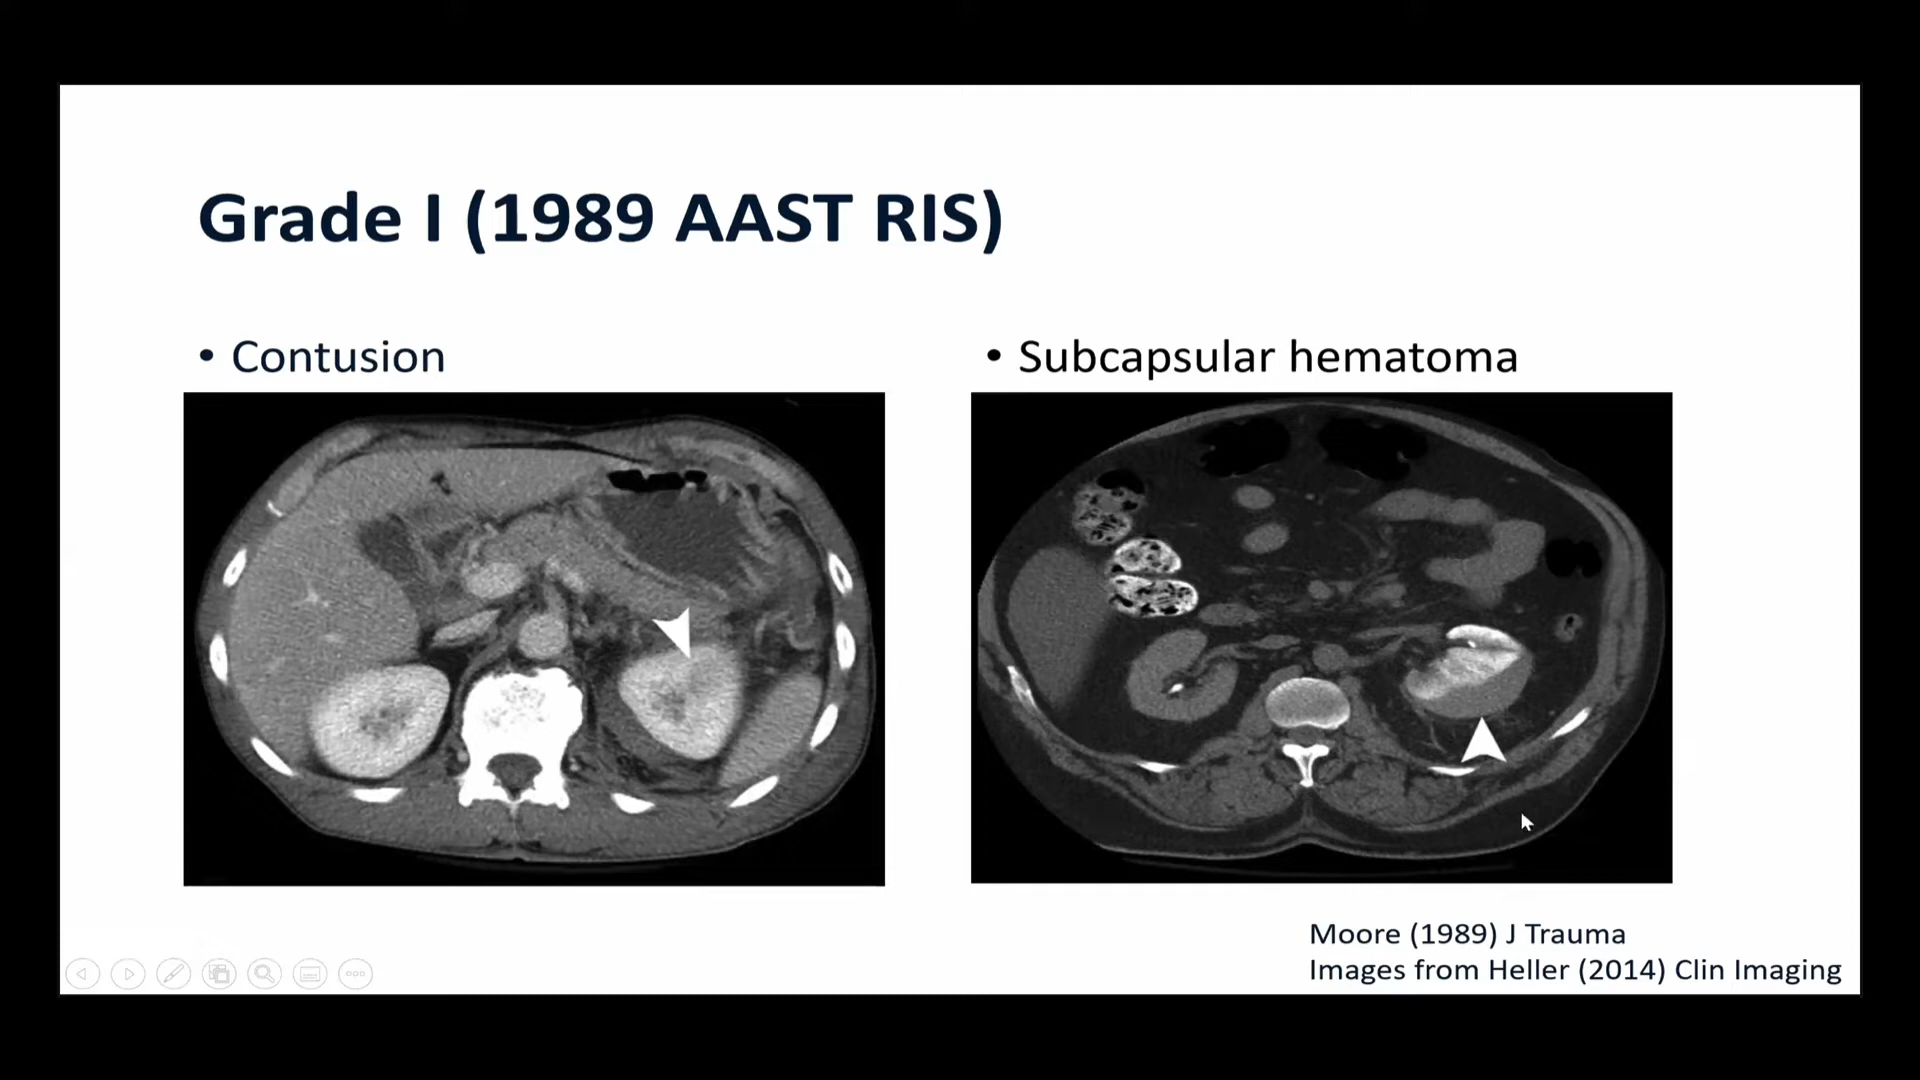 Grade I (1989 AAST RIS)
• Contusion
• Subcapsular hematoma
Moore (1989) J Trauma
Images from Heller (2014) Clin Imaging